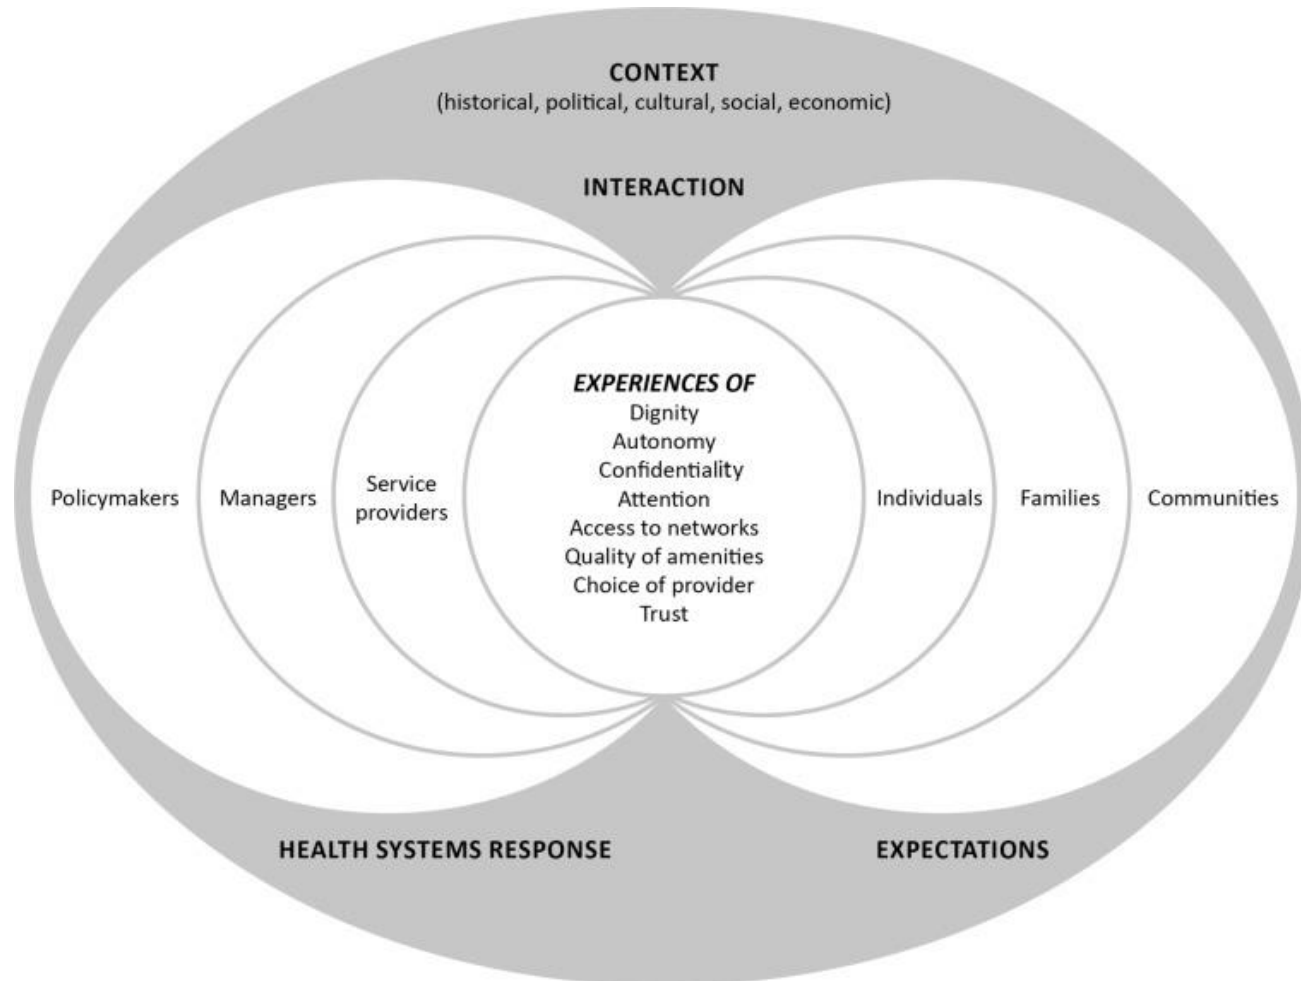 CONTEXT
(historical, political, cultural, social, economic)
INTERACTION
EXPERIENCES OF
Dignity
Autonomy
Confidentiality
Attention
Access to networks
Quality of amenities
Choice of provider
Trust
Policymakers
Managers
Service
providers
Individuals
Families
Communities
HEALTH SYSTEMS RESPONSE
EXPECTATIONS